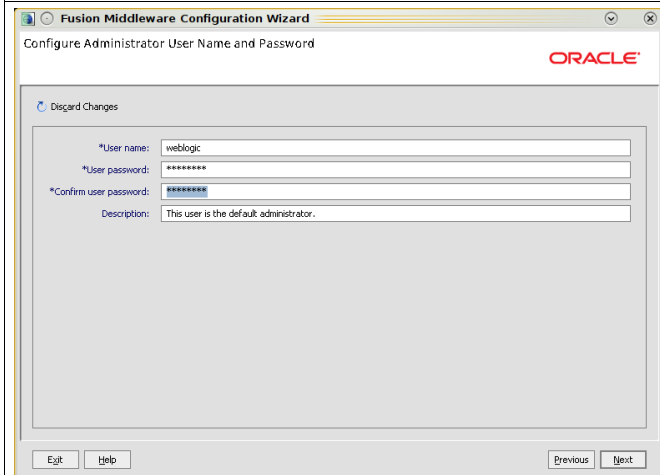 Fusion Middleware Configuration Wizard
Configure Administrator User Name and Password
ORACLE
Discard Changes
*User name: weblogic
*User password: ********
*Confirm user password: ********
Description: This user is the default administrator.
Exit Help Previous Next